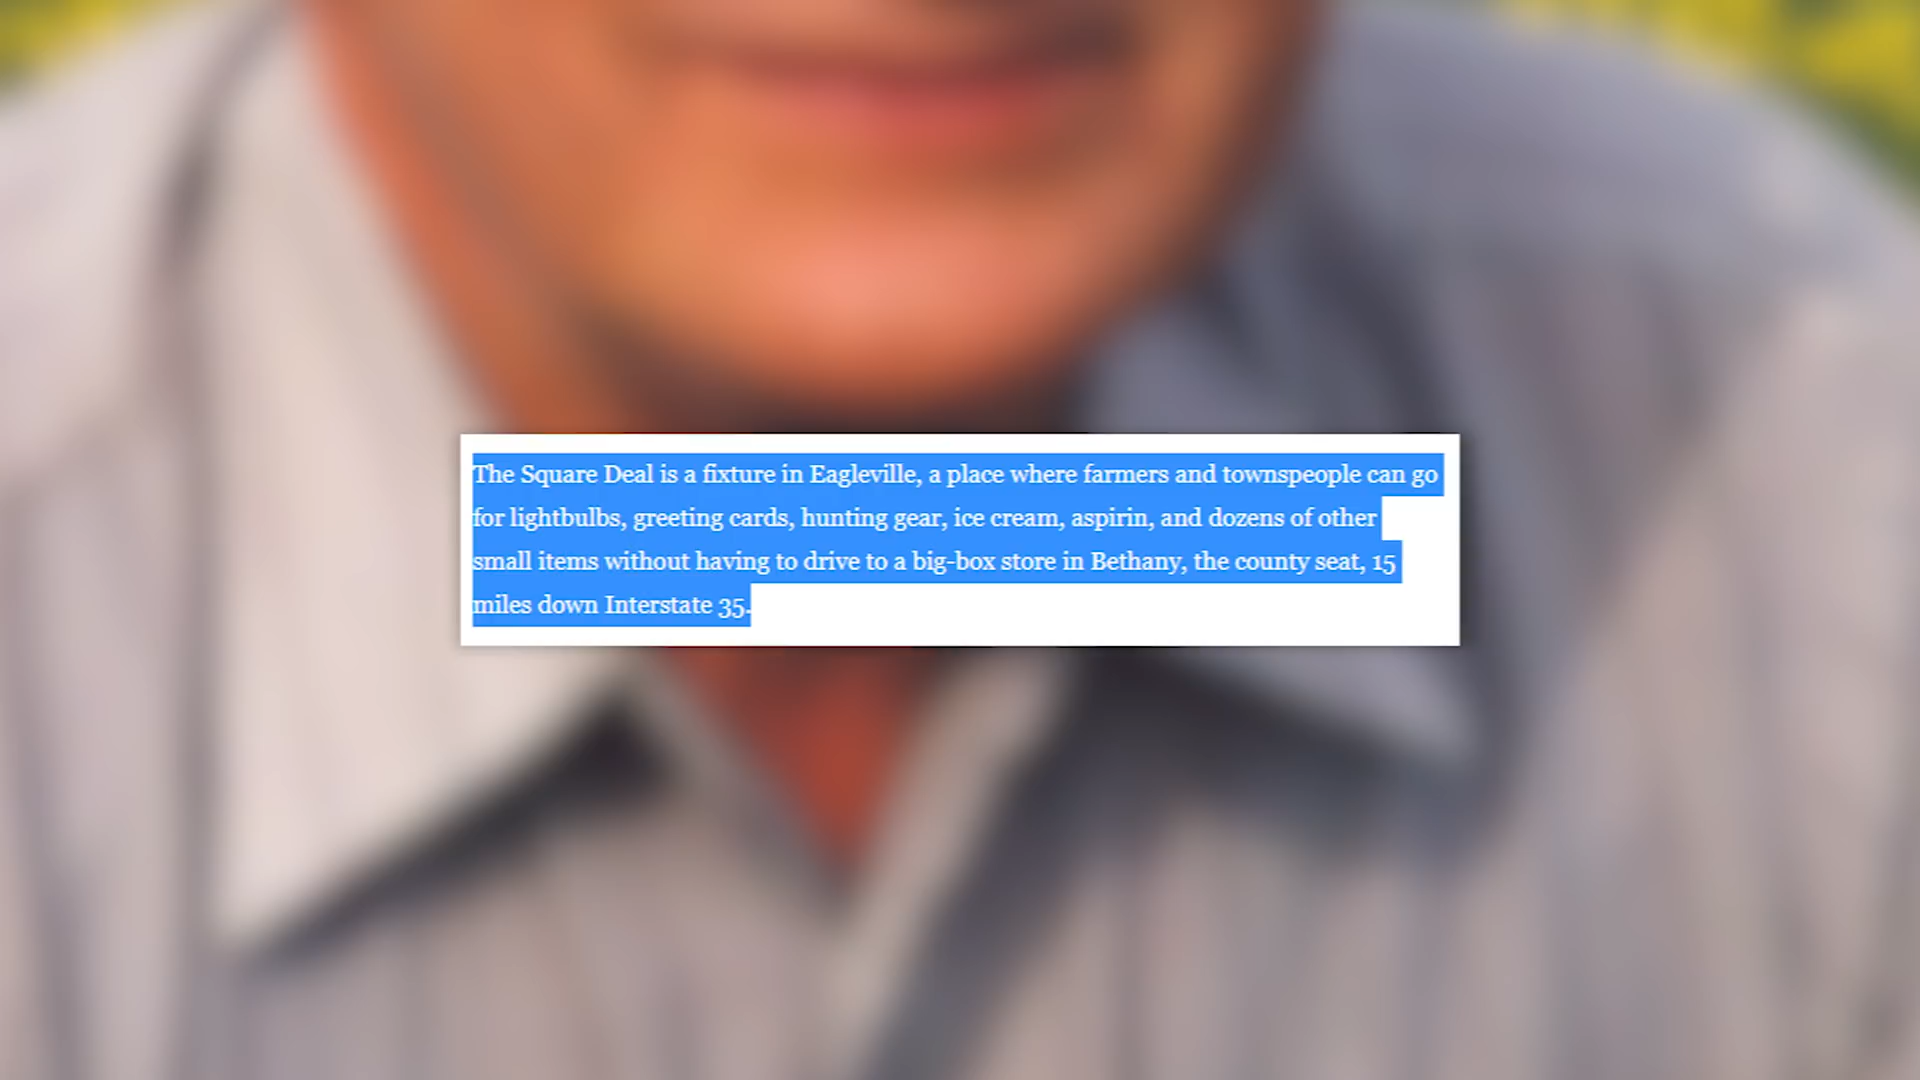 The Square Deal is a fixture in Eagleville, a place where farmers and townspeople can go
for lightbulbs, greeting cards, hunting gear, ice cream, aspirin, and dozens of other
small items without having to drive to a big-box store in Bethany, the county seat, 15
miles down Interstate 35.